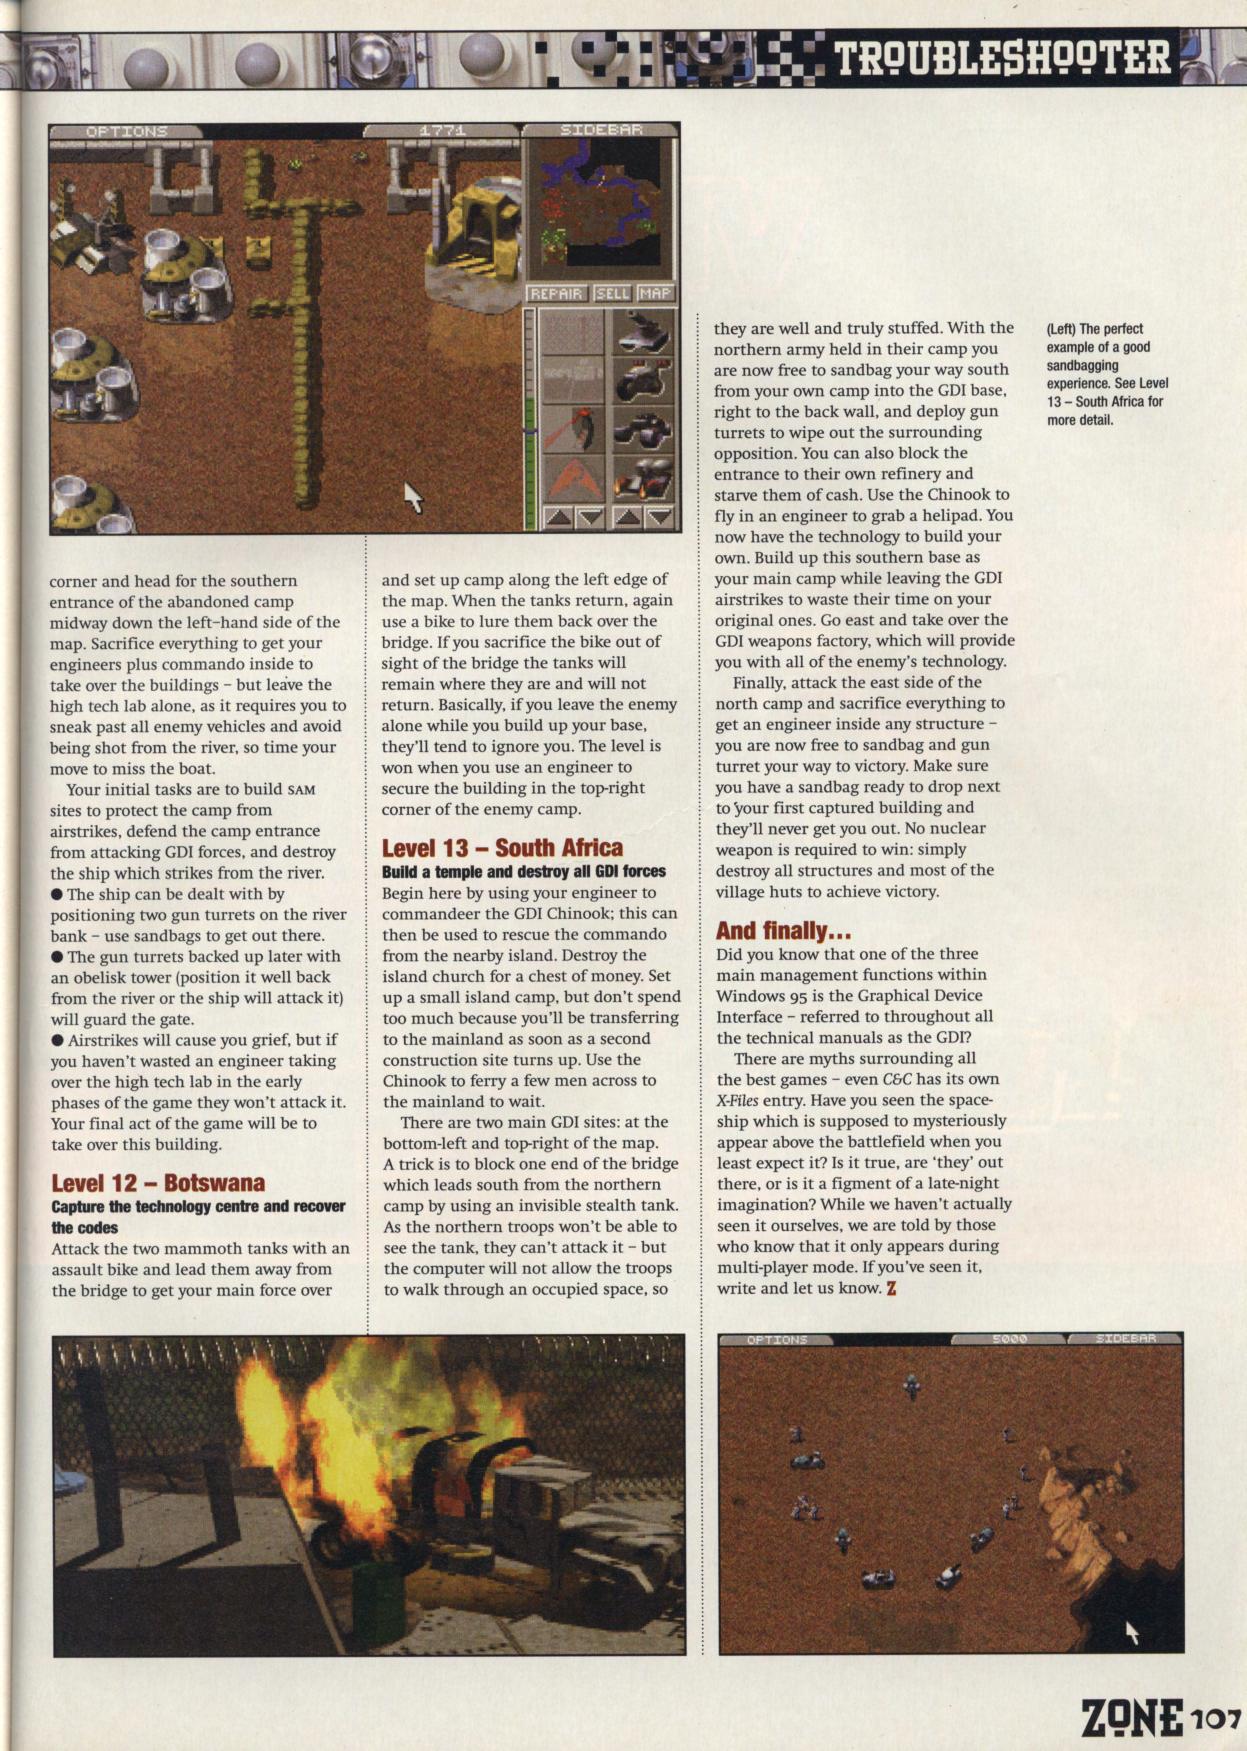 TROUBLESHOOTER
OPTIONS
1771
SIDEBAR
REPAIR
SELL
MAP
corner and head for the southern
entrance of the abandoned camp
midway down the left-hand side of the
map. Sacrifice everything to get your
engineers plus commando inside to
take over the buildings – but leave the
high tech lab alone, as it requires you to
sneak past all enemy vehicles and avoid
being shot from the river, so time your
move to miss the boat.
Your initial tasks are to build SAM
sites to protect the camp from
airstrikes, defend the camp entrance
from attacking GDI forces, and destroy
the ship which strikes from the river.
● The ship can be dealt with by
positioning two gun turrets on the river
bank – use sandbags to get out there.
● The gun turrets backed up later with
an obelisk tower (position it well back
from the river or the ship will attack it)
will guard the gate.
● Airstrikes will cause you grief, but if
you haven't wasted an engineer taking
over the high tech lab in the early
phases of the game they won't attack it.
Your final act of the game will be to
take over this building.
Level 12 – Botswana
Capture the technology centre and recover
the codes
Attack the two mammoth tanks with an
assault bike and lead them away from
the bridge to get your main force over
and set up camp along the left edge of
the map. When the tanks return, again
use a bike to lure them back over the
bridge. If you sacrifice the bike out of
sight of the bridge the tanks will
remain where they are and will not
return. Basically, if you leave the enemy
alone while you build up your base,
they'll tend to ignore you. The level is
won when you use an engineer to
secure the building in the top-right
corner of the enemy camp.
Level 13 – South Africa
Build a temple and destroy all GDI forces
Begin here by using your engineer to
commandeer the GDI Chinook; this can
then be used to rescue the commando
from the nearby island. Destroy the
island church for a chest of money. Set
up a small island camp, but don't spend
too much because you'll be transferring
to the mainland as soon as a second
construction site turns up. Use the
Chinook to ferry a few men across to
the mainland to wait.
There are two main GDI sites: at the
bottom-left and top-right of the map.
A trick is to block one end of the bridge
which leads south from the northern
camp by using an invisible stealth tank.
As the northern troops won't be able to
see the tank, they can't attack it – but
the computer will not allow the troops
to walk through an occupied space, so
they are well and truly stuffed. With the
northern army held in their camp you
are now free to sandbag your way south
from your own camp into the GDI base,
right to the back wall, and deploy gun
turrets to wipe out the surrounding
opposition. You can also block the
entrance to their own refinery and
starve them of cash. Use the Chinook to
fly in an engineer to grab a helipad. You
now have the technology to build your
own. Build up this southern base as
your main camp while leaving the GDI
airstrikes to waste their time on your
original ones. Go east and take over the
GDI weapons factory, which will provide
you with all of the enemy's technology.
Finally, attack the east side of the
north camp and sacrifice everything to
get an engineer inside any structure –
you are now free to sandbag and gun
turret your way to victory. Make sure
you have a sandbag ready to drop next
to your first captured building and
they'll never get you out. No nuclear
weapon is required to win: simply
destroy all structures and most of the
village huts to achieve victory.
And finally...
Did you know that one of the three
main management functions within
Windows 95 is the Graphical Device
Interface – referred to throughout all
the technical manuals as the GDI?
There are myths surrounding all
the best games – even C&C has its own
X-Files entry. Have you seen the space-
ship which is supposed to mysteriously
appear above the battlefield when you
least expect it? Is it true, are 'they' out
there, or is it a figment of a late-night
imagination? While we haven't actually
seen it ourselves, we are told by those
who know that it only appears during
multi-player mode. If you've seen it,
write and let us know. Z
(Left) The perfect
example of a good
sandbagging
experience. See Level
13 – South Africa for
more detail.
OPTIONS
5000
SIDEBAR
ZONE 107